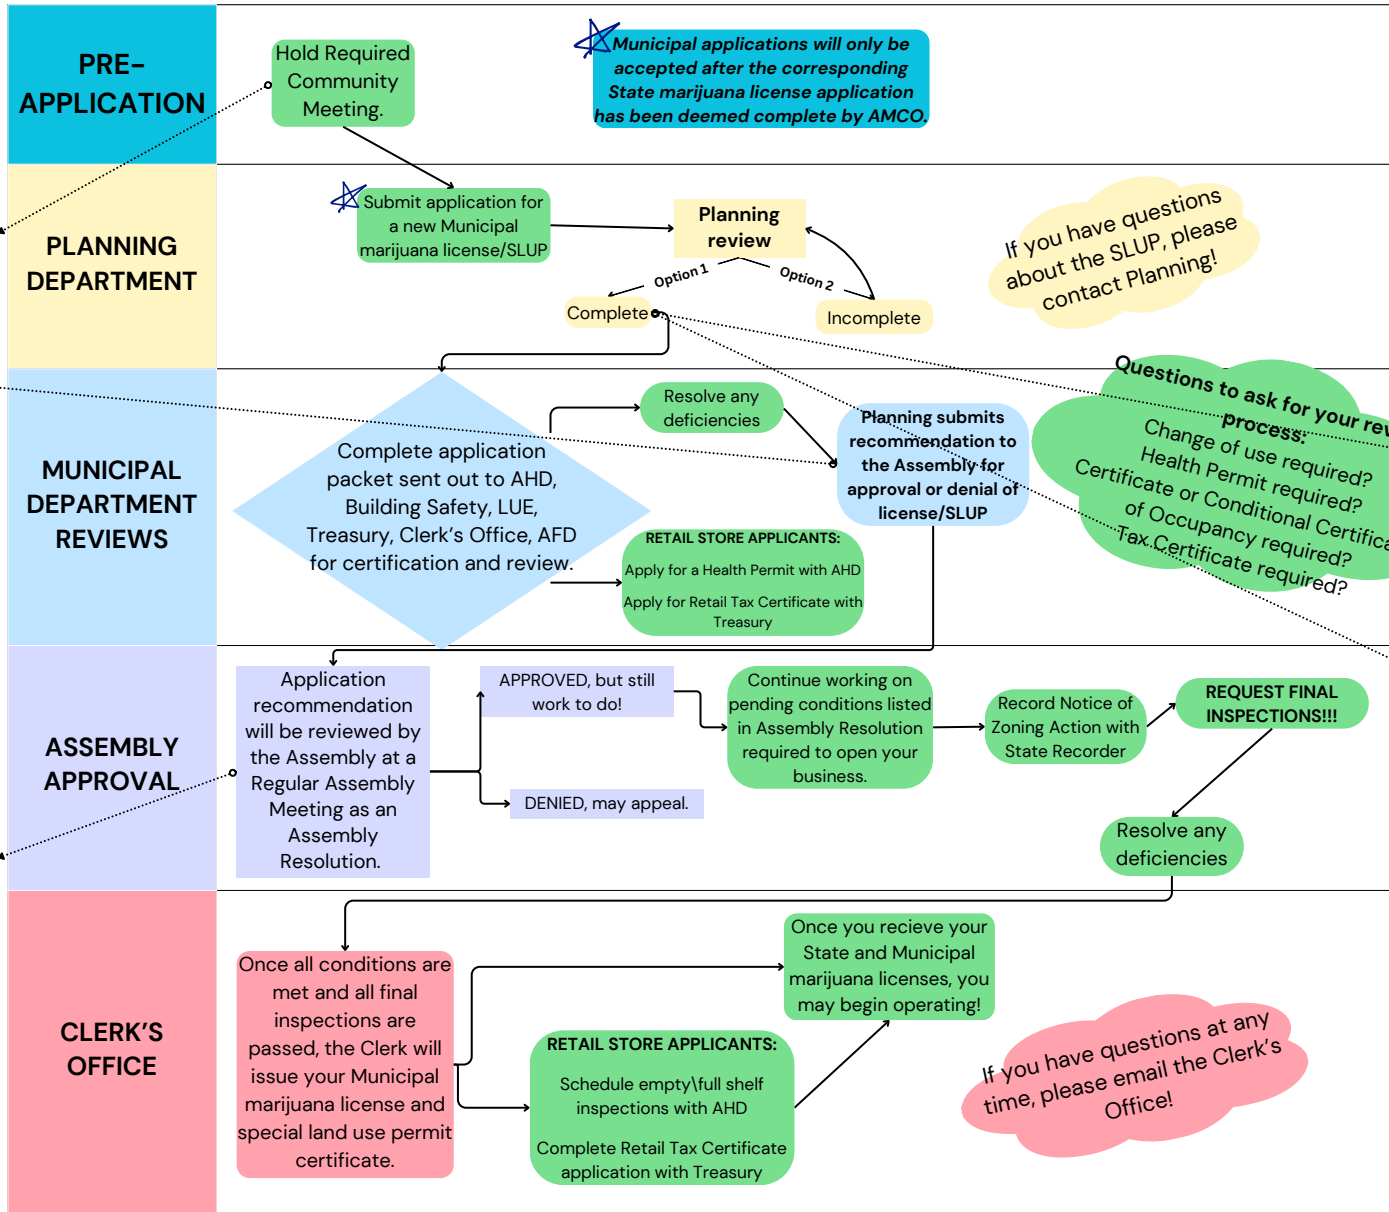 PRE-
APPLICATION
Hold Required
Community
Meeting.
Municipal applications will only be
accepted after the corresponding
State marijuana license application
has been deemed complete by AMCO.
PLANNING
DEPARTMENT
Submit application for
a new Municipal
marijuana license/SLUP
Planning
review
Option 1
Option 2
Complete
Incomplete
If you have questions
about the SLUP, please
contact Planning!
MUNICIPAL
DEPARTMENT
REVIEWS
Complete application
packet sent out to AHD,
Building Safety, LUE,
Treasury, Clerk's Office, AFD
for certification and review.
Resolve any
deficiencies
Planning submits
recommendation to
the Assembly for
approval or denial of
license/SLUP
RETAIL STORE APPLICANTS:
Apply for a Health Permit with AHD
Apply for Retail Tax Certificate with
Treasury
Questions to ask for your rev
process:
Change of use required?
Health Permit required?
Certificate or Conditional Certifica
of Occupancy required?
Tax Certificate required?
ASSEMBLY
APPROVAL
Application
recommendation
will be reviewed by
the Assembly at a
Regular Assembly
Meeting as an
Assembly
Resolution.
APPROVED, but still
work to do!
DENIED, may appeal.
Continue working on
pending conditions listed
in Assembly Resolution
required to open your
business.
Record Notice of
Zoning Action with
State Recorder
REQUEST FINAL
INSPECTIONS!!!
Resolve any
deficiencies
CLERK'S
OFFICE
Once all conditions are
met and all final
inspections are
passed, the Clerk will
issue your Municipal
marijuana license and
special land use permit
certificate.
Once you recieve your
State and Municipal
marijuana licenses, you
may begin operating!
RETAIL STORE APPLICANTS:
Schedule empty\full shelf
inspections with AHD
Complete Retail Tax Certificate
application with Treasury
If you have questions at any
time, please email the Clerk's
Office!